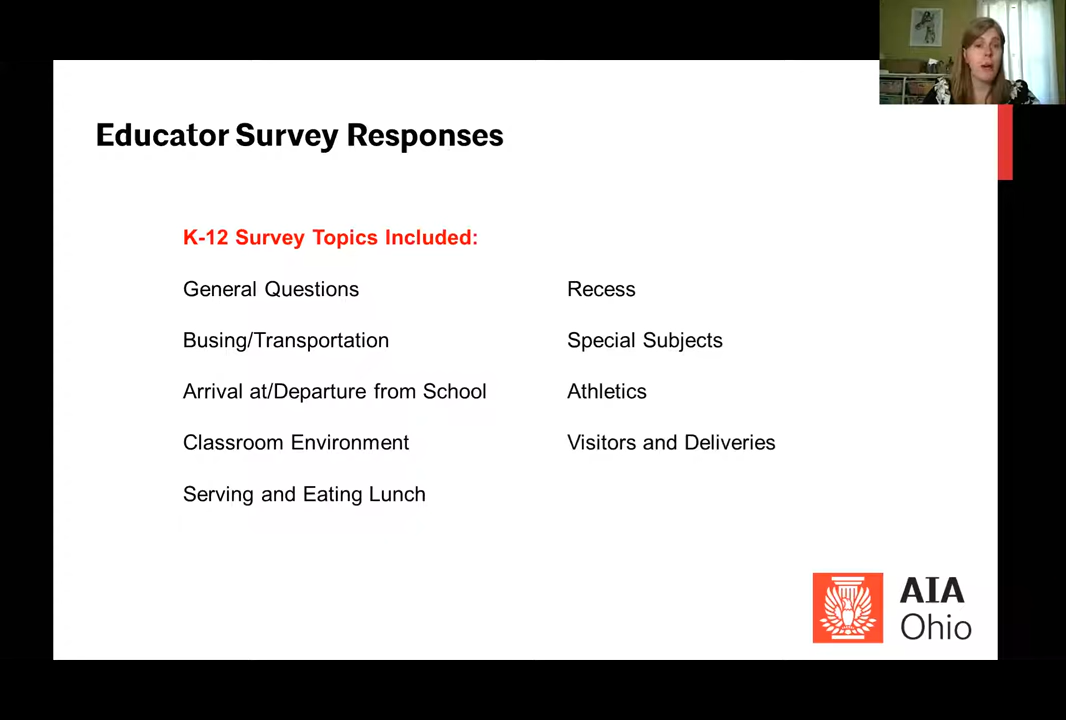 Educator Survey Responses
K-12 Survey Topics Included:
General Questions
Busing/Transportation
Arrival at/Departure from School
Classroom Environment
Serving and Eating Lunch
Recess
Special Subjects
Athletics
Visitors and Deliveries
AIA
Ohio